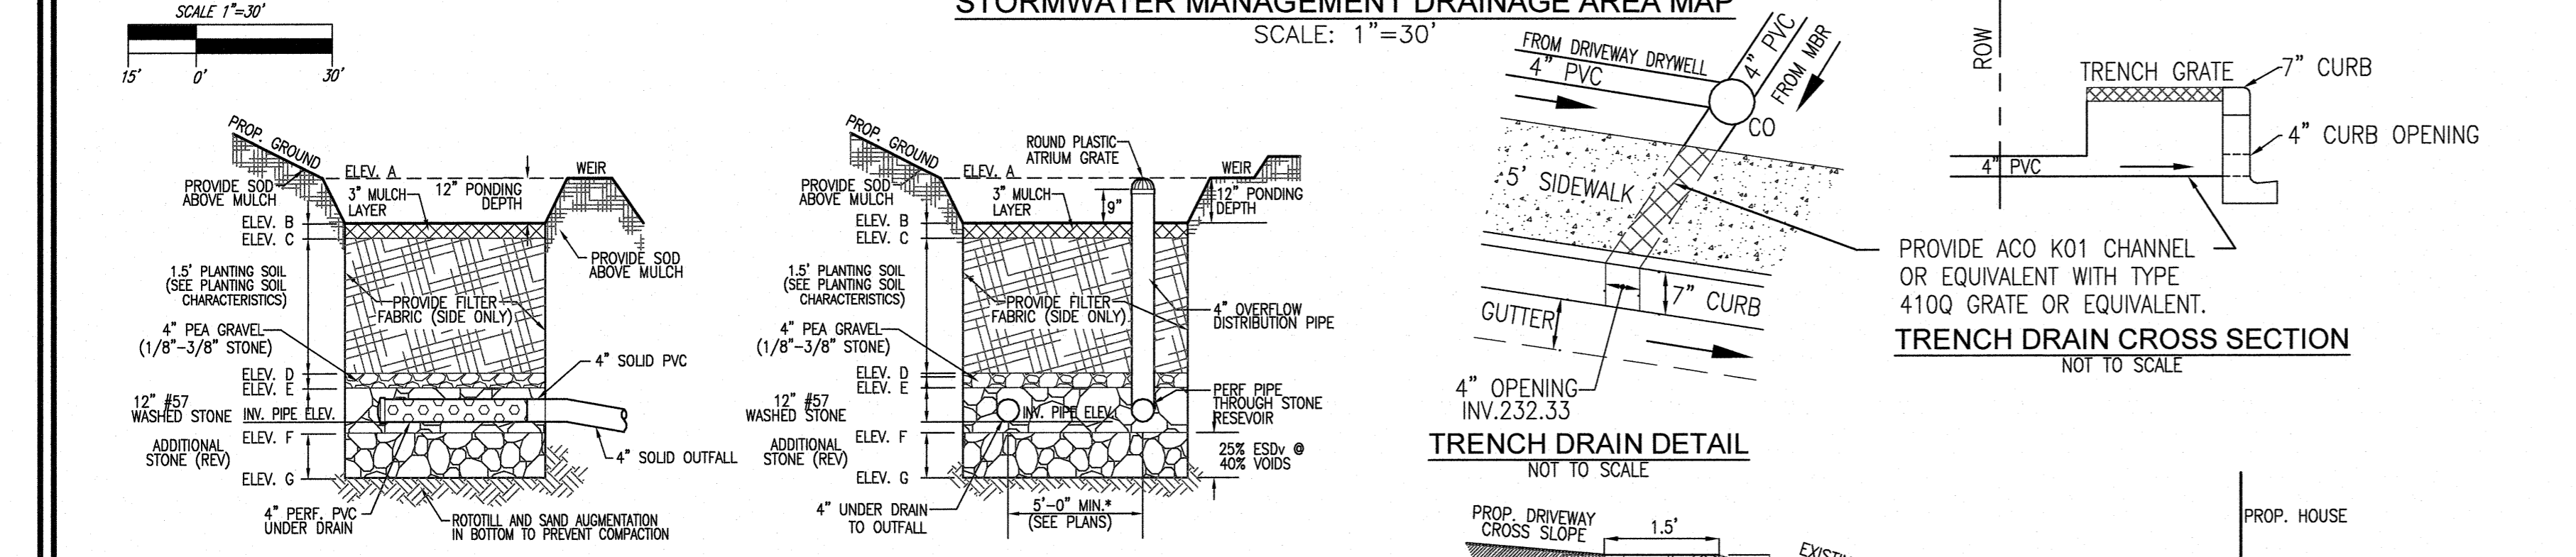 SCALE 1"=30'
15' 0' 30'
STORMWATER MANAGEMENT DRAINAGE AREA MAP
SCALE: 1"=30'
PROP. GROUND
ELEV. A
PROVIDE SOD
ABOVE MULCH
3" MULCH
LAYER
12" PONDING
DEPTH
WEIR
ELEV. B
ELEV. C
PROVIDE SOD
ABOVE MULCH
1.5' PLANTING SOIL
(SEE PLANTING SOIL
CHARACTERISTICS)
PROVIDE FILTER
FABRIC (SIDE ONLY)
4" PEA GRAVEL
(1/8"-3/8" STONE)
4" SOLID PVC
ELEV. D
ELEV. E
12" #57
WASHED STONE
INV. PIPE ELEV.
ELEV. F
ADDITIONAL
STONE (REV)
4" SOLID OUTFALL
ELEV. G
4" PERF. PVC
UNDER DRAIN
ROTOTILL AND SAND AUGMENTATION
IN BOTTOM TO PREVENT COMPACTION
PROP. GROUND
ROUND PLASTIC
ATRIUM GRATE
ELEV. A
WEIR
PROVIDE SOD
ABOVE MULCH
3" MULCH
LAYER
9"
12" PONDING
DEPTH
ELEV. B
ELEV. C
1.5' PLANTING SOIL
(SEE PLANTING SOIL
CHARACTERISTICS)
PROVIDE FILTER
FABRIC (SIDE ONLY)
4" OVERFLOW
DISTRIBUTION PIPE
4" PEA GRAVEL
(1/8"-3/8" STONE)
ELEV. D
ELEV. E
12" #57
WASHED STONE
INV. PIPE ELEV.
PERF PIPE
THROUGH STONE
RESEVOIR
ELEV. F
ADDITIONAL
STONE (REV)
25% ESDv @
40% VOIDS
ELEV. G
4" UNDER DRAIN
TO OUTFALL
5'-0" MIN.*
(SEE PLANS)
FROM DRIVEWAY DRYWELL
4" PVC
4" PVC
FROM MBR
CO
5' SIDEWALK
7" CURB
GUTTER
4" OPENING
INV.232.33
TRENCH DRAIN DETAIL
NOT TO SCALE
ROW
TRENCH GRATE
7" CURB
4" CURB OPENING
4" PVC
PROVIDE ACO K01 CHANNEL
OR EQUIVALENT WITH TYPE
410Q GRATE OR EQUIVALENT.
TRENCH DRAIN CROSS SECTION
NOT TO SCALE
PROP. DRIVEWAY
CROSS SLOPE
1.5'
PROP. HOUSE